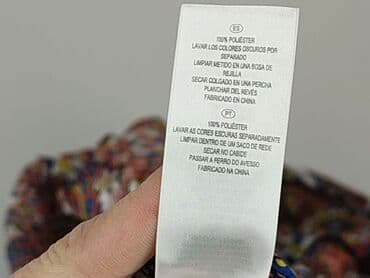 ES
100% POLIÉSTER
LAVAR LOS COLORES OSCUROS POR
SEPARADO
LIMPIAR METIDO EN UNA BOSA DE
REJILLA
SECAR COLGADO EN UNA PERCHA
PLANCHAR DEL REVÉS
FABRICADO EN CHINA
PT
100% POLIÉSTER
LAVAR AS CORES ESCURAS SEPARADAMENTE
LIMPAR DENTRO DE UM SACO DE REDE
SECAR NO CABIDE
PASSAR A FERRO DO AVESSO
FABRICADO NA CHINA